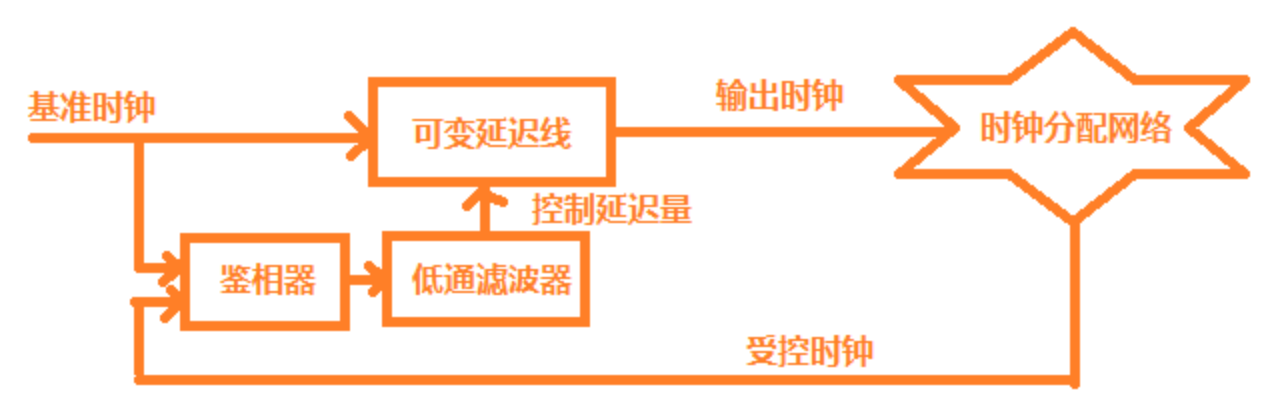 基准时钟
可变延迟线
输出时钟
时钟分配网络
控制延迟量
鉴相器
低通滤波器
受控时钟